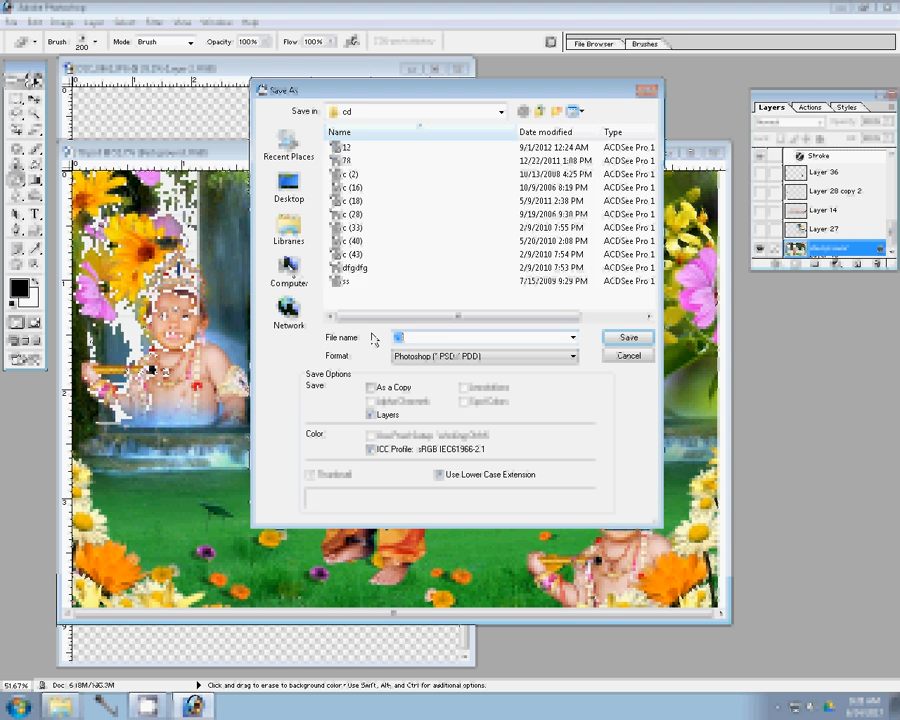 Adobe Photoshop
File Edit Image Layer Select Filter View Window Help
Brush: 200 Mode: Brush Opacity: 100% Flow: 100%
File Browser Brushes
Save As
Save in: cd
Name Date modified Type
12 9/1/2012 12:24 AM ACDSee Pro 1
78 12/22/2011 1:08 PM ACDSee Pro 1
c (2) 10/13/2008 4:25 PM ACDSee Pro 1
c (16) 10/9/2006 8:19 PM ACDSee Pro 1
c (18) 5/9/2011 2:38 PM ACDSee Pro 1
c (28) 9/19/2006 9:30 PM ACDSee Pro 1
c (33) 2/9/2010 7:55 PM ACDSee Pro 1
c (40) 5/20/2010 2:08 PM ACDSee Pro 1
c (43) 2/9/2010 7:54 PM ACDSee Pro 1
dfgdfg 2/9/2010 7:53 PM ACDSee Pro 1
ss 7/15/2009 9:29 PM ACDSee Pro 1
Recent Places
Desktop
Libraries
Computer
Network
File name:
Save
Format: Photoshop (*.PSD;*.PDD)
Cancel
Save Options
Save: As a Copy Annotations
Alpha Channels Spot Colors
Layers
Color:
ICC Profile: sRGB IEC61966-2.1
Thumbnail Use Lower Case Extension
Layers Actions Styles
Stroke
Layer 36
Layer 28 copy 2
Layer 14
Layer 27
51.67% Doc: Click and drag to erase to background color. Use Shift, Alt, and Ctrl for additional options.